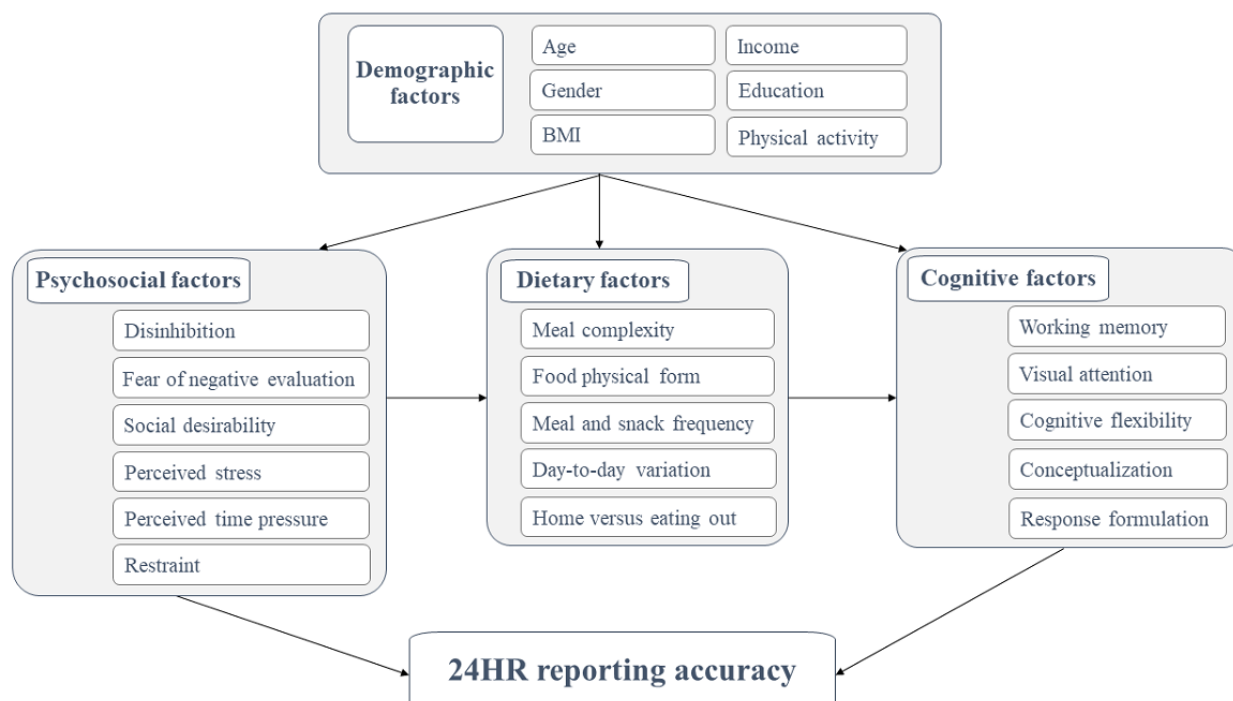 Demographic
factors
Age
Income
Gender
Education
BMI
Physical activity
Psychosocial factors
Disinhibition
Fear of negative evaluation
Social desirability
Perceived stress
Perceived time pressure
Restraint
Dietary factors
Meal complexity
Food physical form
Meal and snack frequency
Day-to-day variation
Home versus eating out
Cognitive factors
Working memory
Visual attention
Cognitive flexibility
Conceptualization
Response formulation
24HR reporting accuracy